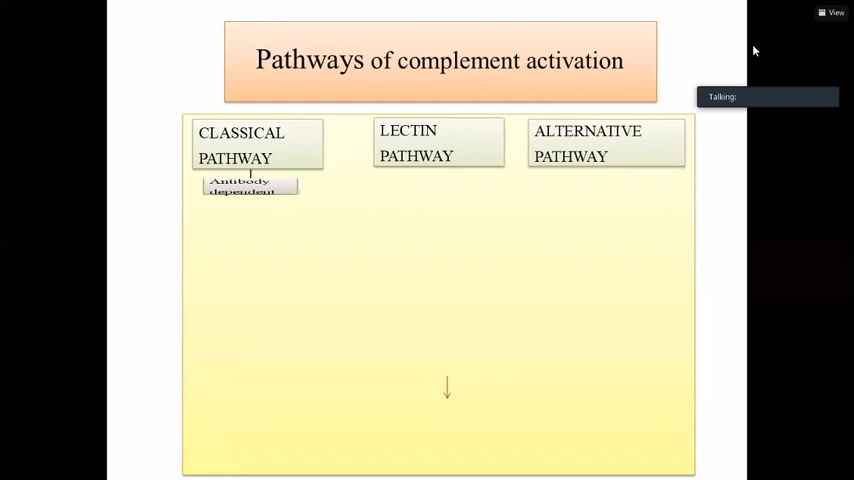 View
Pathways of complement activation
Talking:
CLASSICAL
PATHWAY
LECTIN
PATHWAY
ALTERNATIVE
PATHWAY
Antibody
dependent